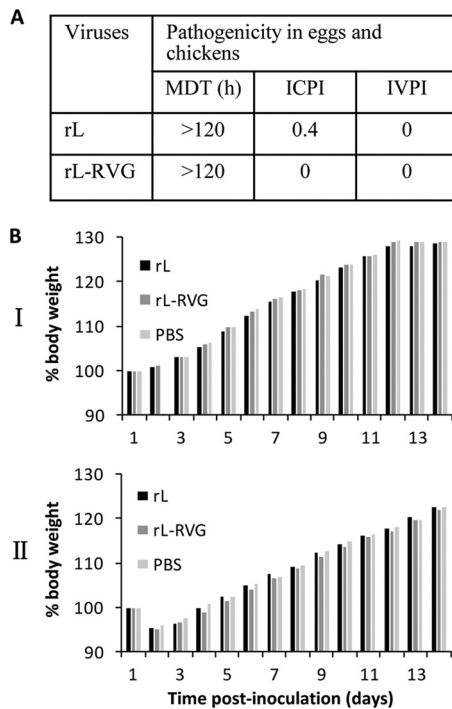 A
Viruses
Pathogenicity in eggs and
chickens
MDT (h) ICPI IVPI
rL >120 0.4 0
rL-RVG >120 0 0
B
I
% body weight
130
120
110
100
90
rL
rL-RVG
PBS
1 3 5 7 9 11 13
II
% body weight
130
120
110
100
90
rL
rL-RVG
PBS
1 3 5 7 9 11 13
Time post-inoculation (days)